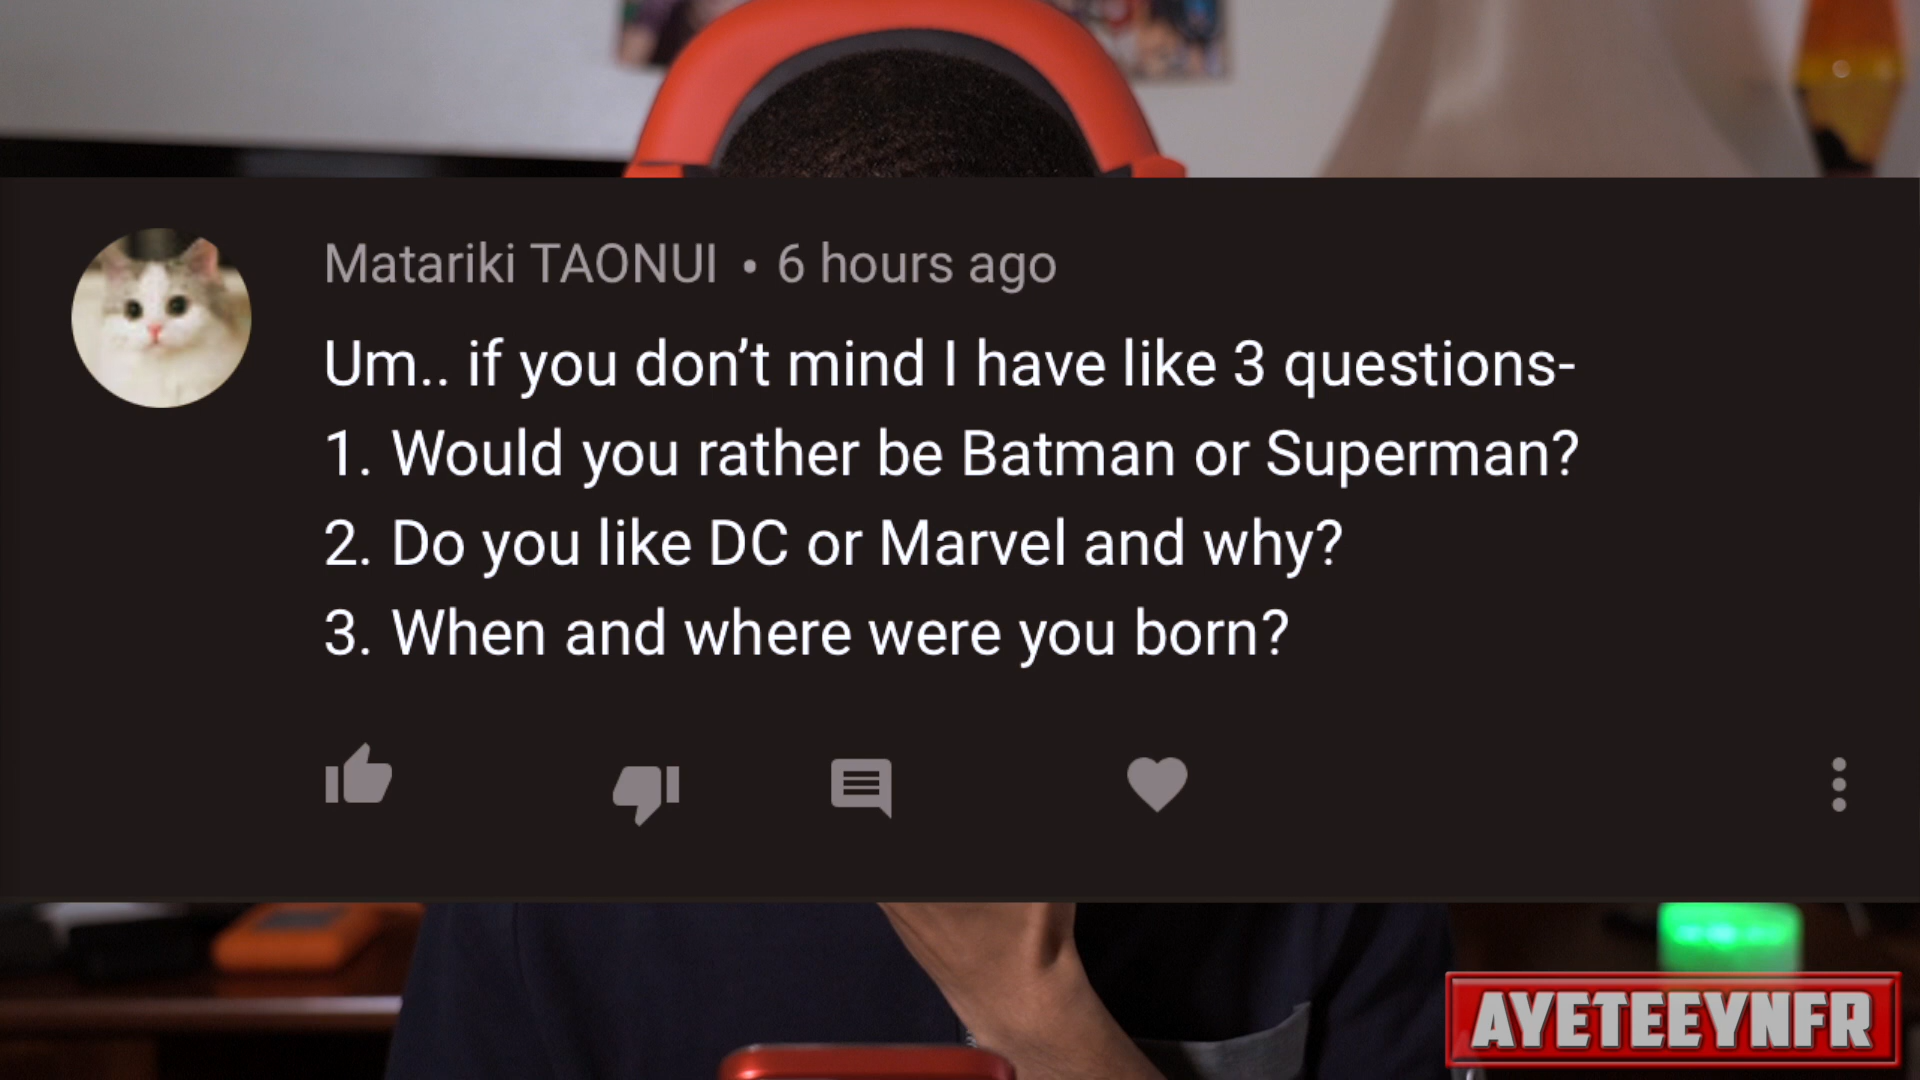 Matariki TAONUI • 6 hours ago
Um.. if you don’t mind I have like 3 questions-
1. Would you rather be Batman or Superman?
2. Do you like DC or Marvel and why?
3. When and where were you born?
AYETEEYNFR